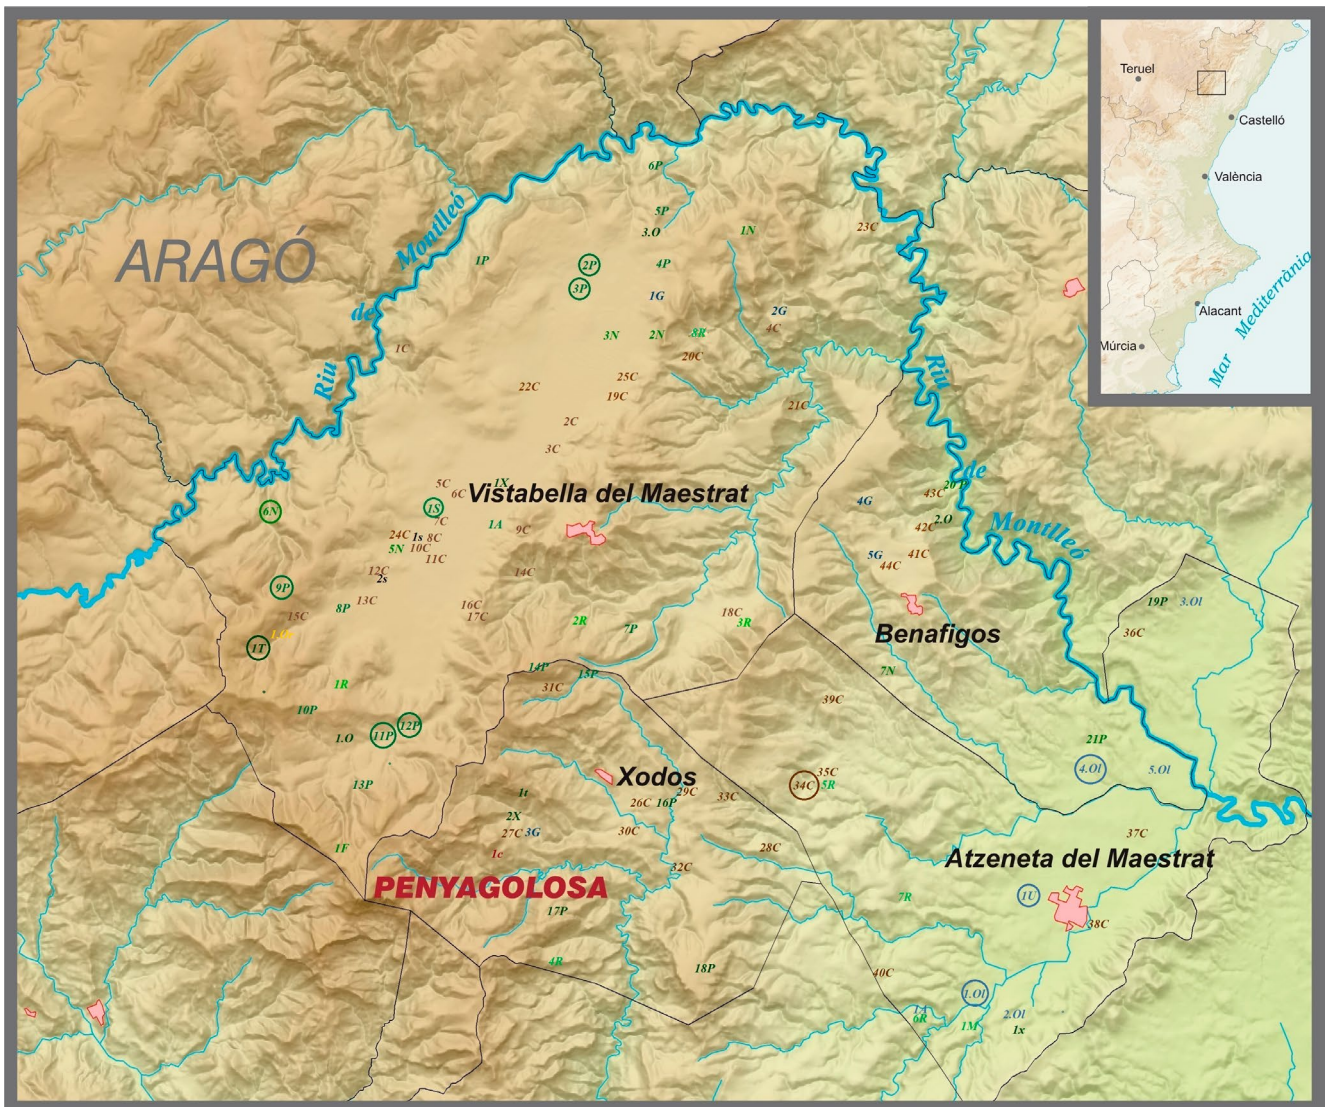 Teruel
Castelló
València
Alacant
Múrcia
Mar Mediterrània
ARAGÓ
Riu de Montlleó
6P
5P
3.O
1N
23C
1P
2P
4P
3P
1G
2G
4C
3N
2N
8R
1C
20C
22C
25C
19C
21C
2C
3C
Riu de Montlleó
5C
6C
1X
Vistabella del Maestrat
43C
20P
4G
6N
1S
7C
1A
9C
42C
2.O
24C
1s
8C
5N
10C
11C
5G
41C
44C
12C
2s
14C
9P
13C
8P
15C
16C
17C
2R
7P
18C
3R
Benafigos
19P
3.Ol
36C
1T
14P
15P
31C
7N
1R
39C
10P
12P
11P
1.O
21P
4.Ol
5.Ol
13P
Xodos
35C
34C
5R
1t
29C
26C
16P
33C
2X
27C
3G
30C
37C
1F
1c
28C
Atzeneta del Maestrat
32C
PENYAGOLOSA
7R
1U
17P
38C
4R
18P
40C
1.Ol
1A
6R
1M
2.Ol
1x